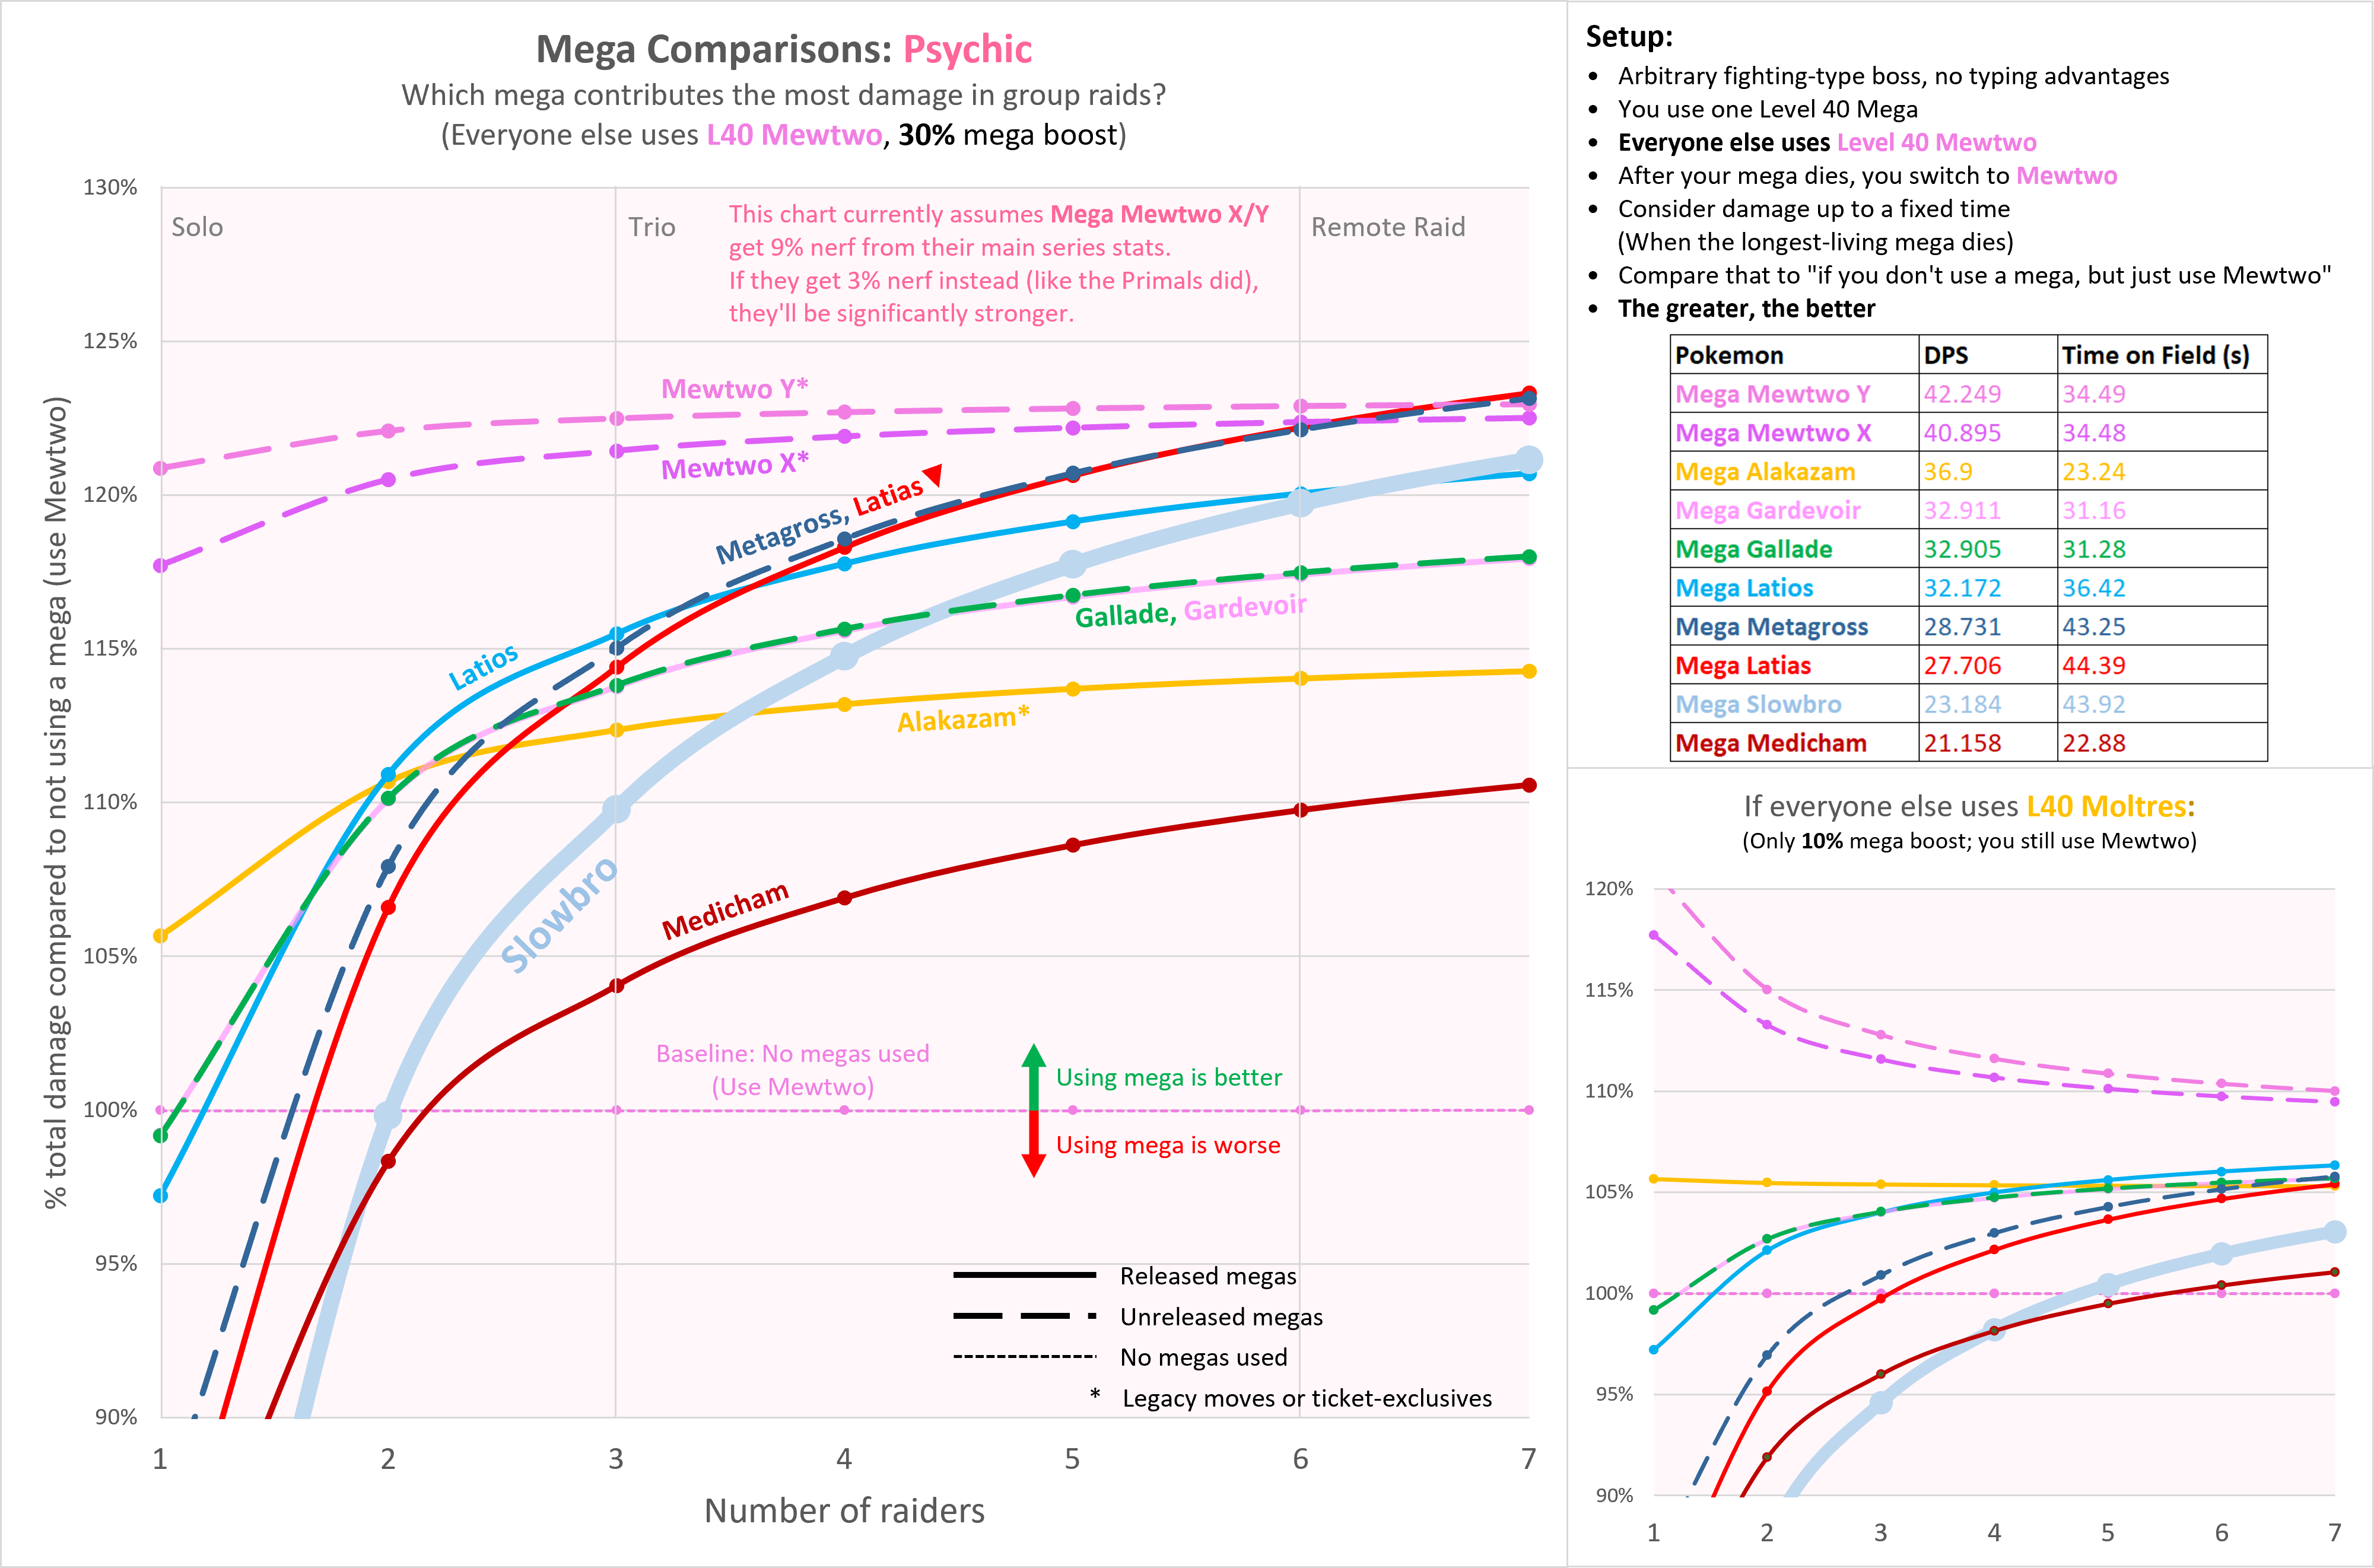 Mega Comparisons: Psychic
Which mega contributes the most damage in group raids?
(Everyone else uses L40 Mewtwo, 30% mega boost)
% total damage compared to not using a mega (use Mewtwo)
130%
125%
120%
115%
110%
105%
100%
95%
90%
Solo
Trio
Remote Raid
This chart currently assumes Mega Mewtwo X/Y
get 9% nerf from their main series stats.
If they get 3% nerf instead (like the Primals did),
they'll be significantly stronger.
Mewtwo Y*
Mewtwo X*
Metagross, Latias
Latios
Gallade, Gardevoir
Alakazam*
Slowbro
Medicham
Baseline: No megas used
(Use Mewtwo)
Using mega is better
Using mega is worse
Released megas
Unreleased megas
No megas used
* Legacy moves or ticket-exclusives
1 2 3 4 5 6 7
Number of raiders
Setup:
• Arbitrary fighting-type boss, no typing advantages
• You use one Level 40 Mega
• Everyone else uses Level 40 Mewtwo
• After your mega dies, you switch to Mewtwo
• Consider damage up to a fixed time
(When the longest-living mega dies)
• Compare that to "if you don't use a mega, but just use Mewtwo"
• The greater, the better
Pokemon DPS Time on Field (s)
Mega Mewtwo Y 42.249 34.49
Mega Mewtwo X 40.895 34.48
Mega Alakazam 36.9 23.24
Mega Gardevoir 32.911 31.16
Mega Gallade 32.905 31.28
Mega Latios 32.172 36.42
Mega Metagross 28.731 43.25
Mega Latias 27.706 44.39
Mega Slowbro 23.184 43.92
Mega Medicham 21.158 22.88
If everyone else uses L40 Moltres:
(Only 10% mega boost; you still use Mewtwo)
120%
115%
110%
105%
100%
95%
90%
1 2 3 4 5 6 7